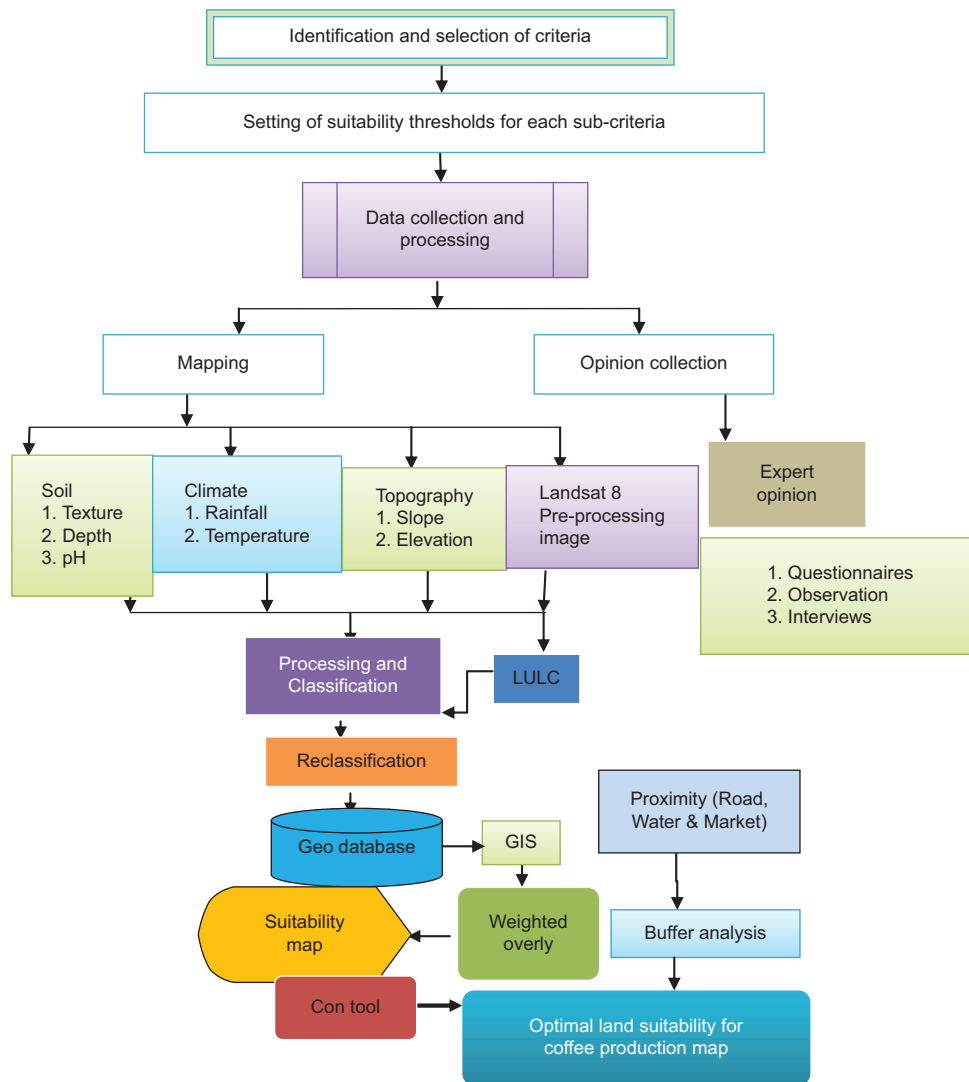 Identification and selection of criteria
Setting of suitability thresholds for each sub-criteria
Data collection and
processing
Mapping
Opinion collection
Soil
1. Texture
2. Depth
3. pH
Climate
1. Rainfall
2. Temperature
Topography
1. Slope
2. Elevation
Landsat 8
Pre-processing
image
Expert
opinion
1. Questionnaires
2. Observation
3. Interviews
Processing and
Classification
LULC
Reclassification
Proximity (Road,
Water & Market)
Geo database
GIS
Suitability
map
Weighted
overly
Buffer analysis
Con tool
Optimal land suitability for
coffee production map